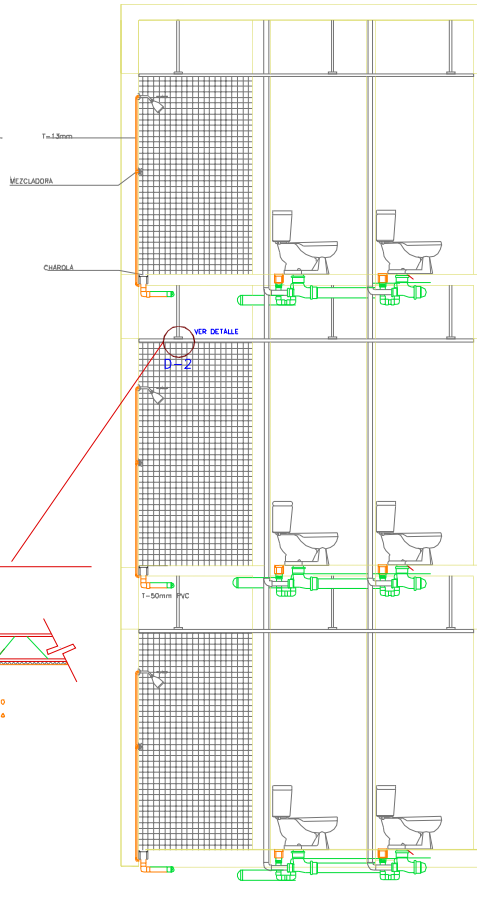 T-13mm
MEZCLADORA
CHAROLA
VER DETALLE
D-2
T-50mm PVC
O
A